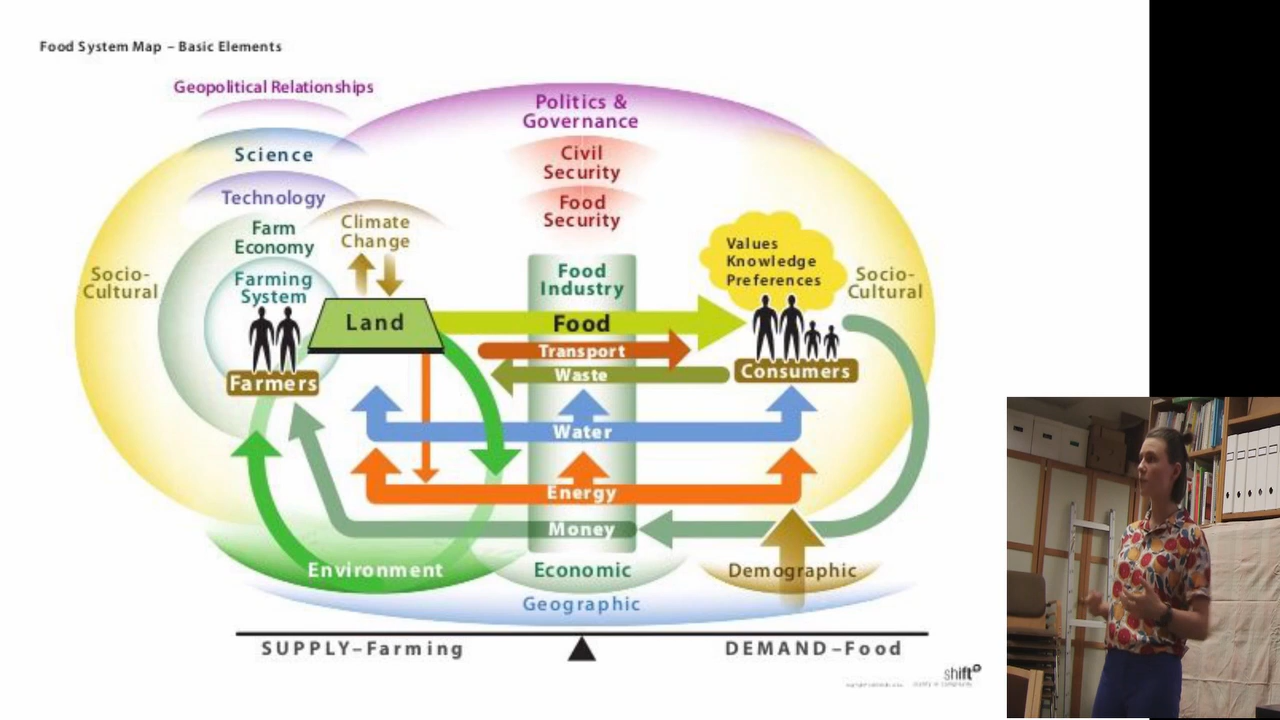 Food System Map – Basic Elements
Geopolitical Relationships
Politics &
Governance
Science
Civil
Security
Technology
Food
Security
Climate
Change
Farm
Economy
Socio-
Cultural
Farming
System
Food
Industry
Values
Knowledge
Preferences
Socio-
Cultural
Land
Food
Transport
Waste
Farmers
Consumers
Water
Energy
Money
Environment
Economic
Demographic
Geographic
SUPPLY–Farming
DEMAND–Food
shift